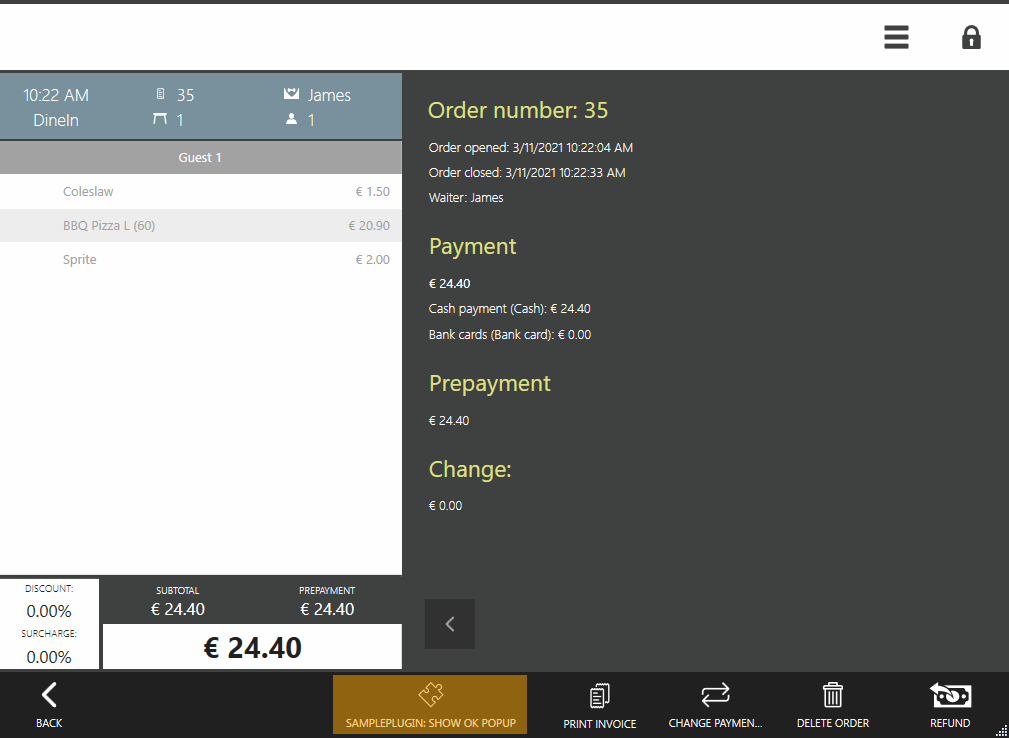 10:22 AM 35 James
DineIn 1 1
Guest 1
Coleslaw € 1.50
BBQ Pizza L (60) € 20.90
Sprite € 2.00
DISCOUNT:
0.00%
SURCHARGE:
0.00%
SUBTOTAL PREPAYMENT
€ 24.40 € 24.40
€ 24.40
Order number: 35
Order opened: 3/11/2021 10:22:04 AM
Order closed: 3/11/2021 10:22:33 AM
Waiter: James
Payment
€ 24.40
Cash payment (Cash): € 24.40
Bank cards (Bank card): € 0.00
Prepayment
€ 24.40
Change:
€ 0.00
BACK SAMPLEPLUGIN: SHOW OK POPUP PRINT INVOICE CHANGE PAYMEN... DELETE ORDER REFUND